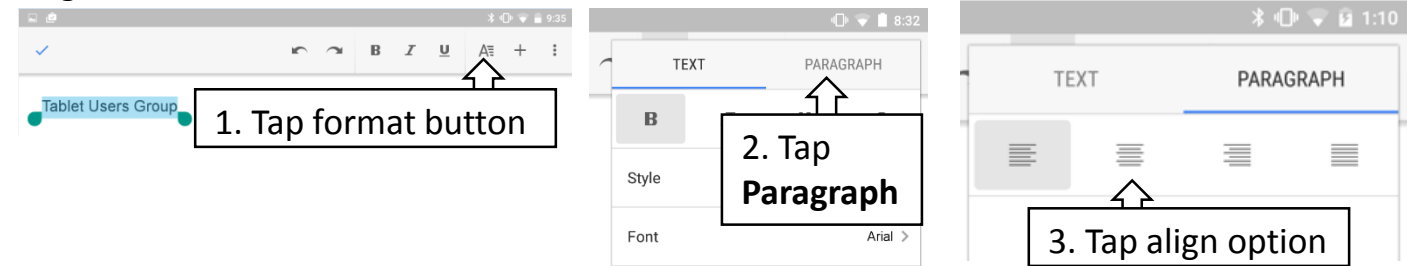 9:35
B I U A
Tablet Users Group
1. Tap format button
8:32
TEXT PARAGRAPH
B
2. Tap
Paragraph
Style
Font Arial >
1:10
TEXT PARAGRAPH
3. Tap align option